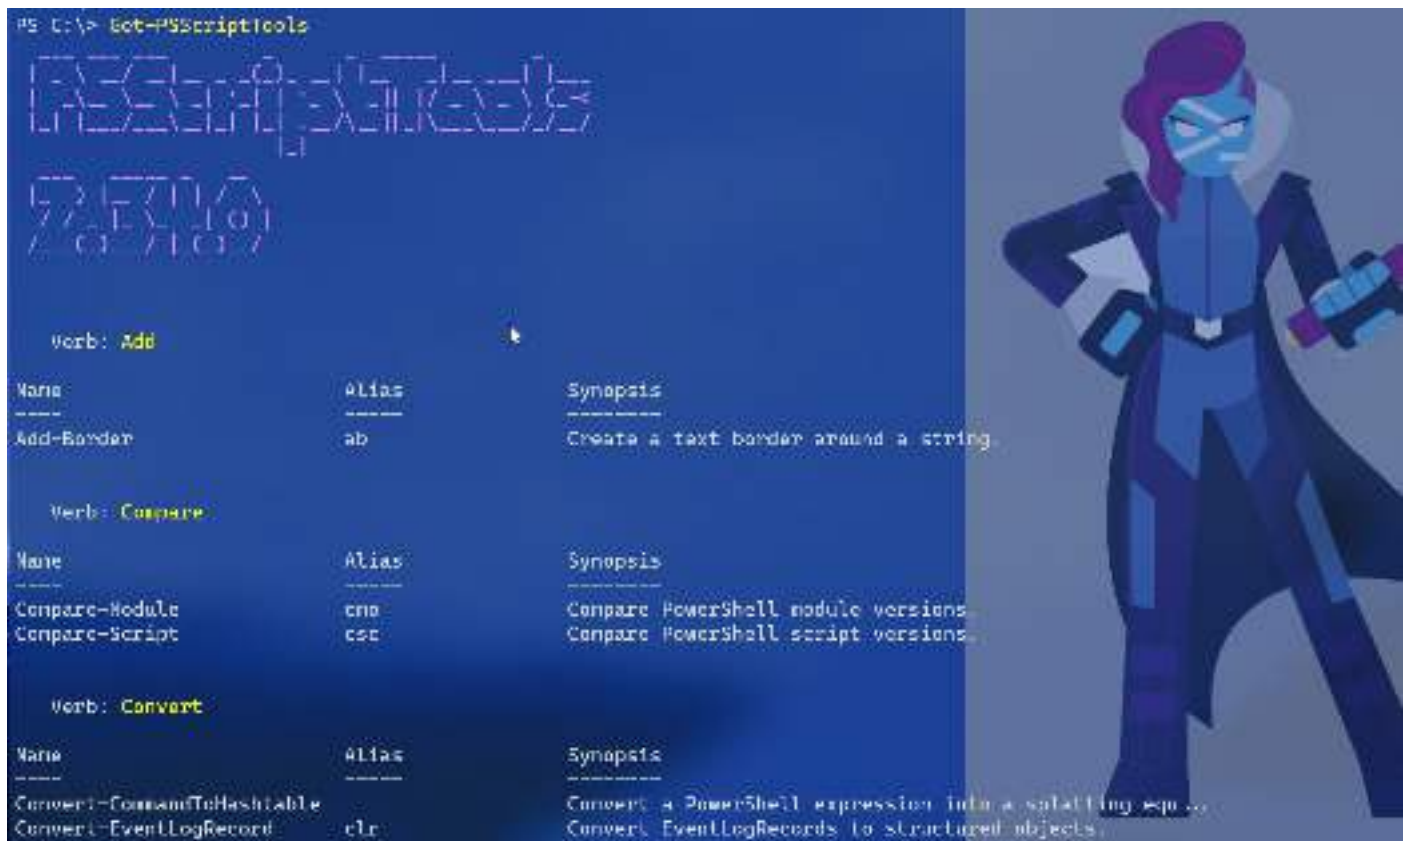 PS C:\> Get-PSScriptTools
PSScriptTools
Verb: Add
Name Alias Synopsis
---- ----- --------
Add-Border ab Create a text border around a string.
Verb: Compare
Name Alias Synopsis
---- ----- --------
Compare-Module cmo Compare PowerShell module versions.
Compare-Script csc Compare PowerShell script versions.
Verb: Convert
Name Alias Synopsis
---- ----- --------
Convert-CommandToHashtable Convert a PowerShell expression into a splatting equ...
Convert-EventLogRecord clr Convert EventLogRecords to structured objects.